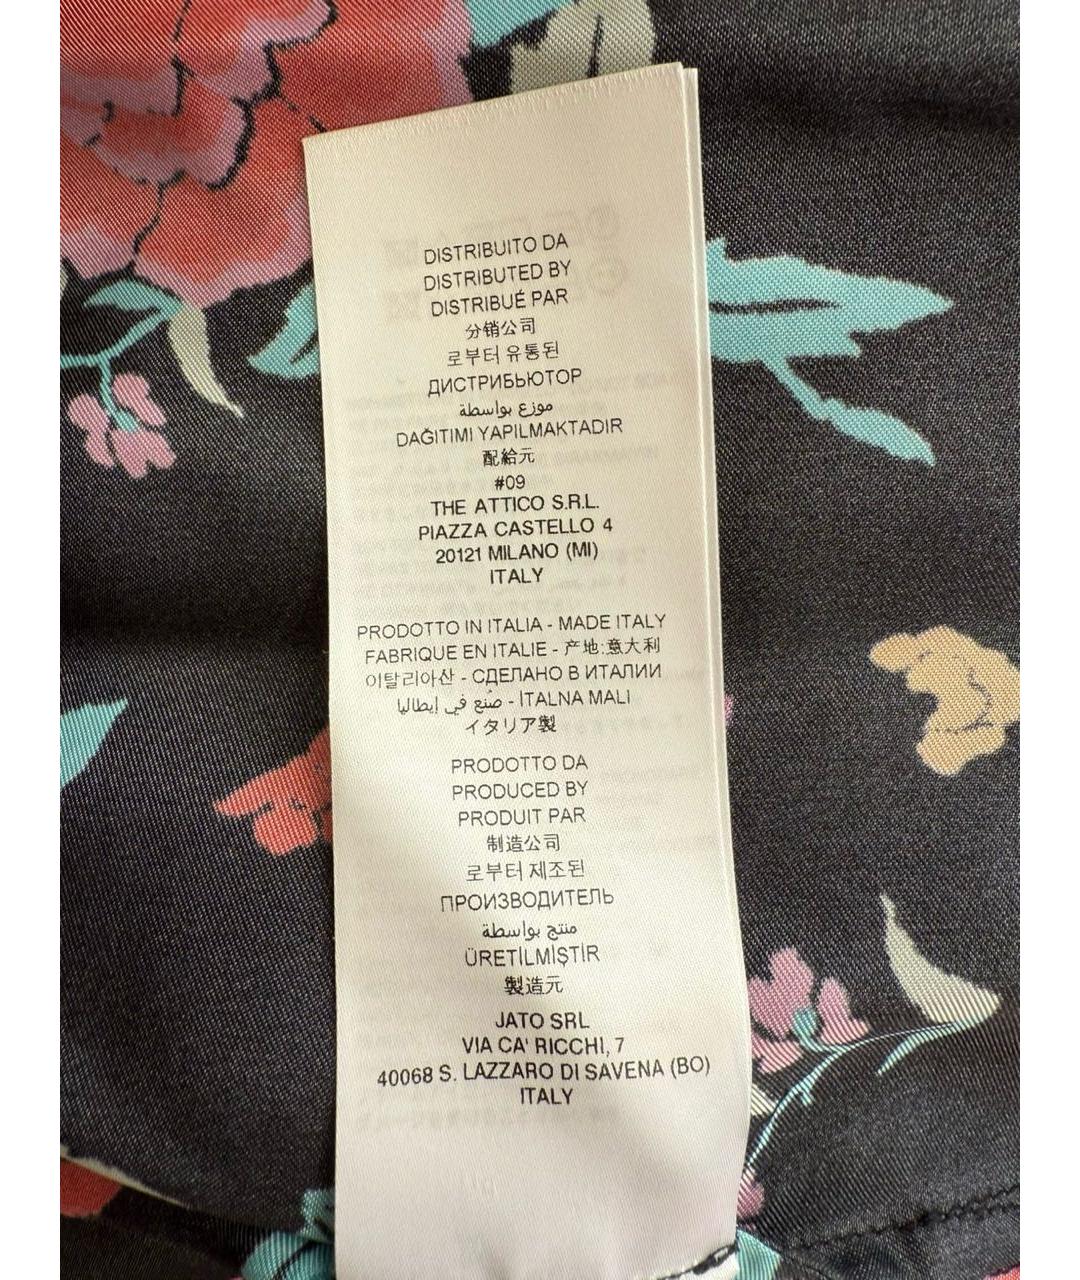 DISTRIBUITO DA
DISTRIBUTED BY
DISTRIBUÉ PAR
分销公司
로부터 유통된
ДИСТРИБЬЮТОР
موزع بواسطة
DAĞITIMI YAPILMAKTADIR
配給元
#09
THE ATTICO S.R.L.
PIAZZA CASTELLO 4
20121 MILANO (MI)
ITALY
PRODOTTO IN ITALIA - MADE ITALY
FABRIQUE EN ITALIE - 产地:意大利
이탈리아산 - СДЕЛАНО В ИТАЛИИ
صُنع في إيطاليا - İTALNA MALI
イタリア製
PRODOTTO DA
PRODUCED BY
PRODUIT PAR
制造公司
로부터 제조된
ПРОИЗВОДИТЕЛЬ
منتج بواسطة
ÜRETİLMİŞTİR
製造元
JATO SRL
VIA CA' RICCHI, 7
40068 S. LAZZARO DI SAVENA (BO)
ITALY